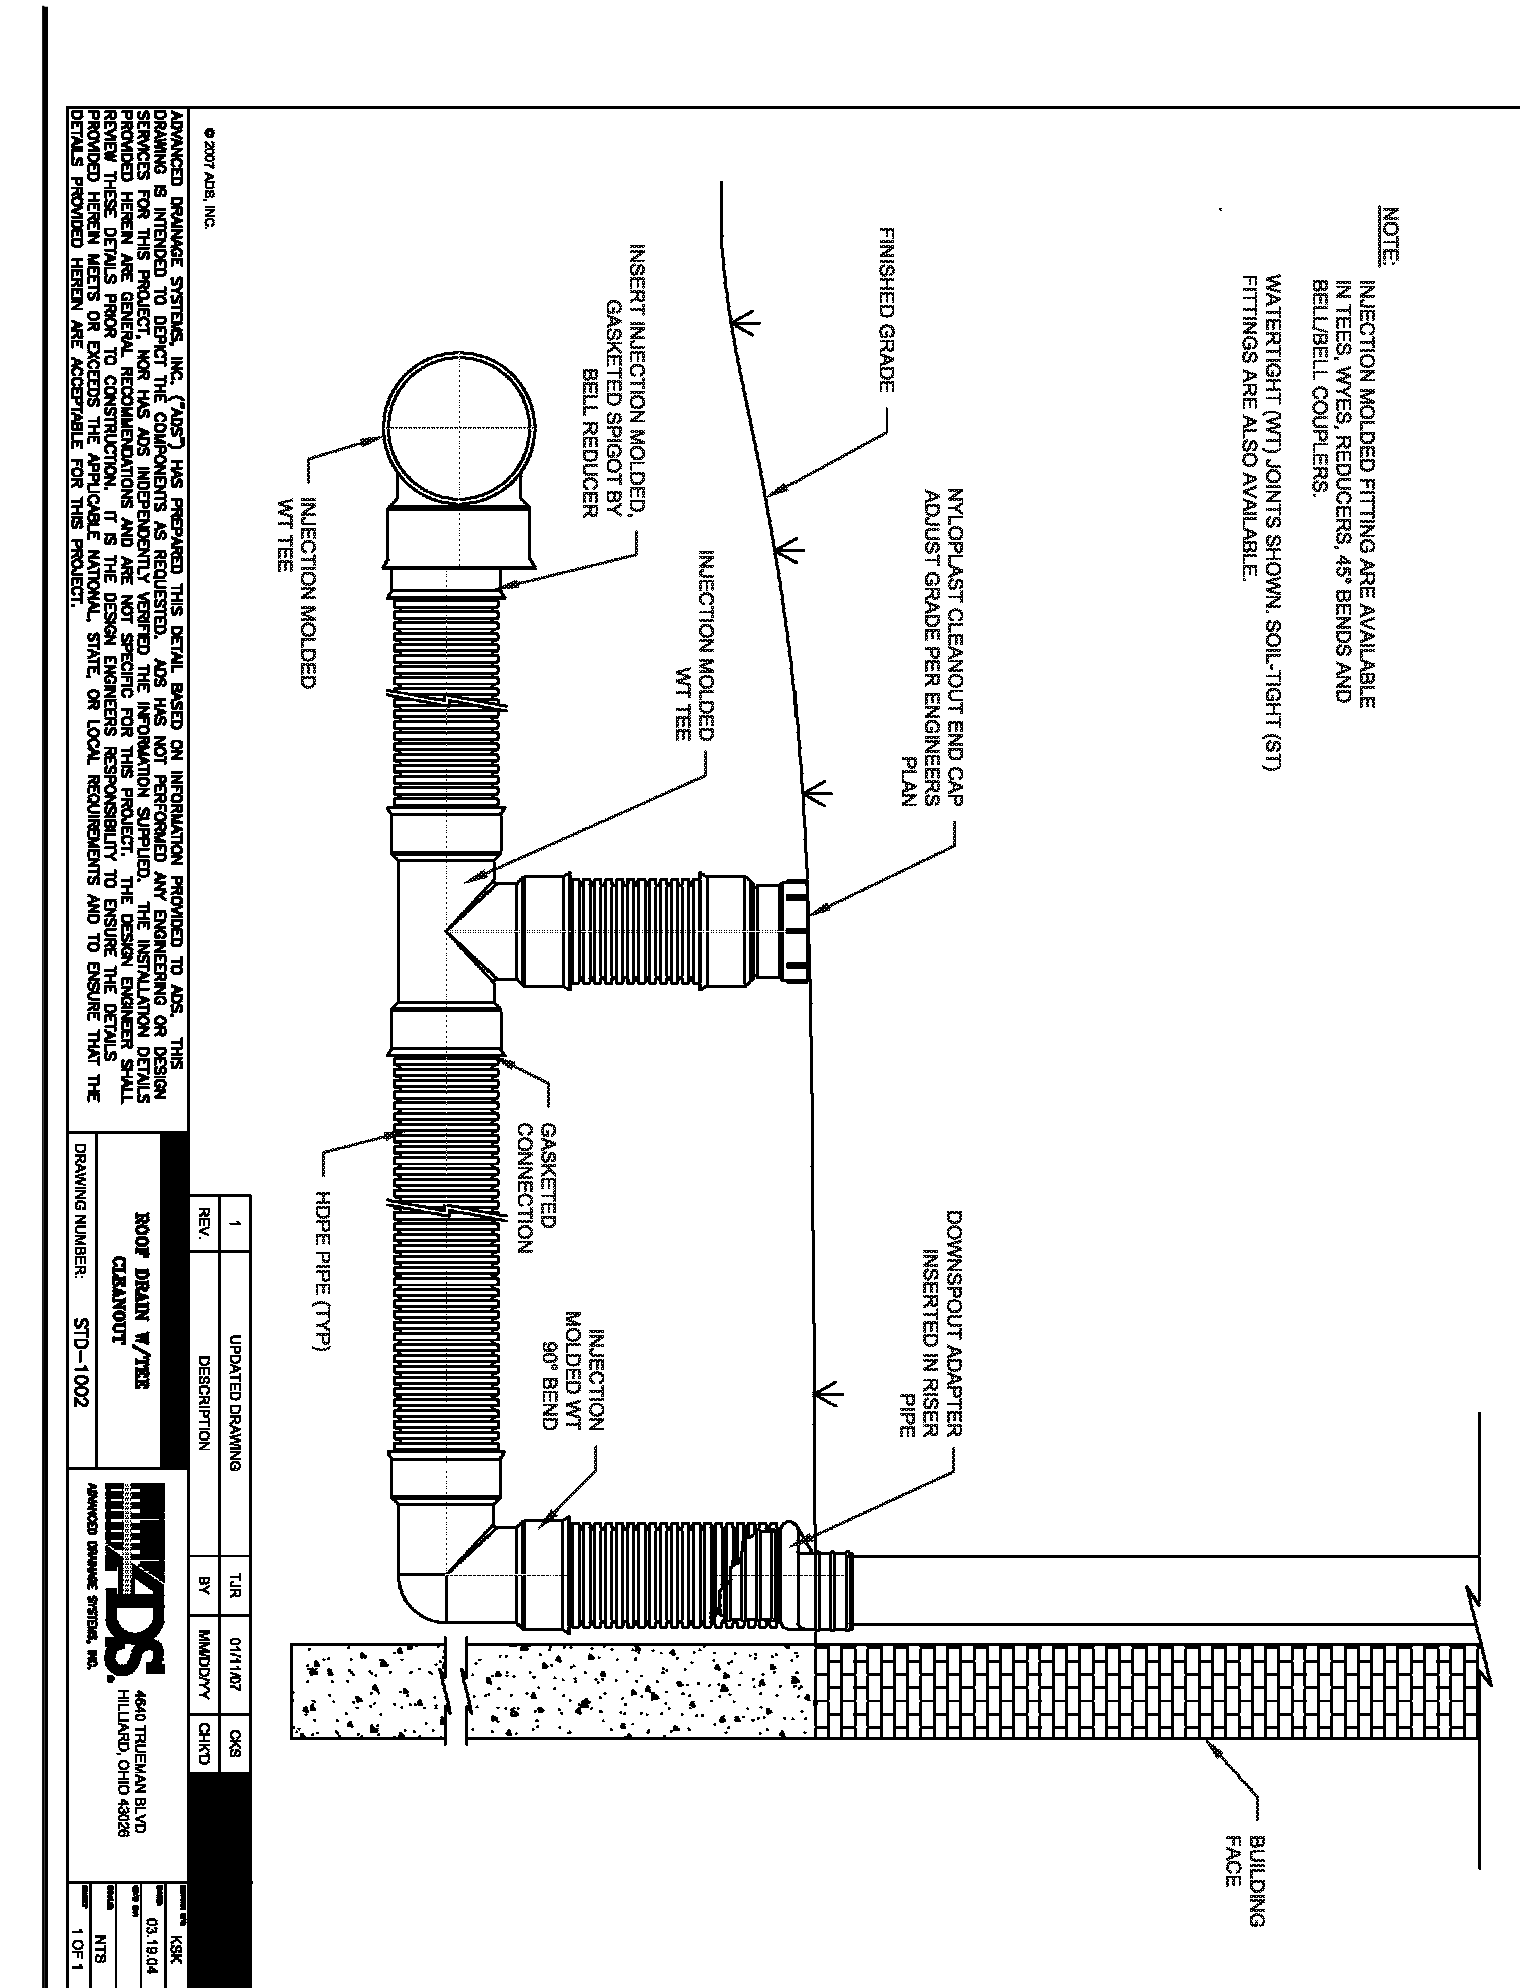 NOTE:
INJECTION MOLDED FITTING ARE AVAILABLE
IN TEES, WYES, REDUCERS, 45° BENDS AND
BELL/BELL COUPLERS.
WATERTIGHT (WT) JOINTS SHOWN. SOIL-TIGHT (ST)
FITTINGS ARE ALSO AVAILABLE.
BUILDING
FACE
NYLOPLAST CLEANOUT END CAP
ADJUST GRADE PER ENGINEERS
PLAN
DOWNSPOUT ADAPTER
INSERTED IN RISER
PIPE
FINISHED GRADE
INJECTION MOLDED
WT TEE
INSERT INJECTION MOLDED,
GASKETED SPIGOT BY
BELL REDUCER
INJECTION
MOLDED WT
90° BEND
GASKETED
CONNECTION
INJECTION MOLDED
WT TEE
HDPE PIPE (TYP)
© 2007 ADS, INC.
1 UPDATED DRAWING TJR 01/11/07 CKS
REV. DESCRIPTION BY MM/DD/YY CHK'D
ADVANCED DRAINAGE SYSTEMS, INC. ("ADS") HAS PREPARED THIS DETAIL BASED ON INFORMATION PROVIDED TO ADS. THIS
DRAWING IS INTENDED TO DEPICT THE COMPONENTS AS REQUESTED. ADS HAS NOT PERFORMED ANY ENGINEERING OR DESIGN
SERVICES FOR THIS PROJECT, NOR HAS ADS INDEPENDENTLY VERIFIED THE INFORMATION SUPPLIED. THE INSTALLATION DETAILS
PROVIDED HEREIN ARE GENERAL RECOMMENDATIONS AND ARE NOT SPECIFIC FOR THIS PROJECT. THE DESIGN ENGINEER SHALL
REVIEW THESE DETAILS PRIOR TO CONSTRUCTION. IT IS THE DESIGN ENGINEERS RESPONSIBILITY TO ENSURE THE DETAILS
PROVIDED HEREIN MEETS OR EXCEEDS THE APPLICABLE NATIONAL, STATE, OR LOCAL REQUIREMENTS AND TO ENSURE THAT THE
DETAILS PROVIDED HEREIN ARE ACCEPTABLE FOR THIS PROJECT.
ROOF DRAIN W/TEE
CLEANOUT
DRAWING NUMBER: STD-1002
ADS
ADVANCED DRAINAGE SYSTEMS, INC.
4640 TRUEMAN BLVD
HILLIARD, OHIO 43026
KSK
03.19.04
NTS
1 OF 1